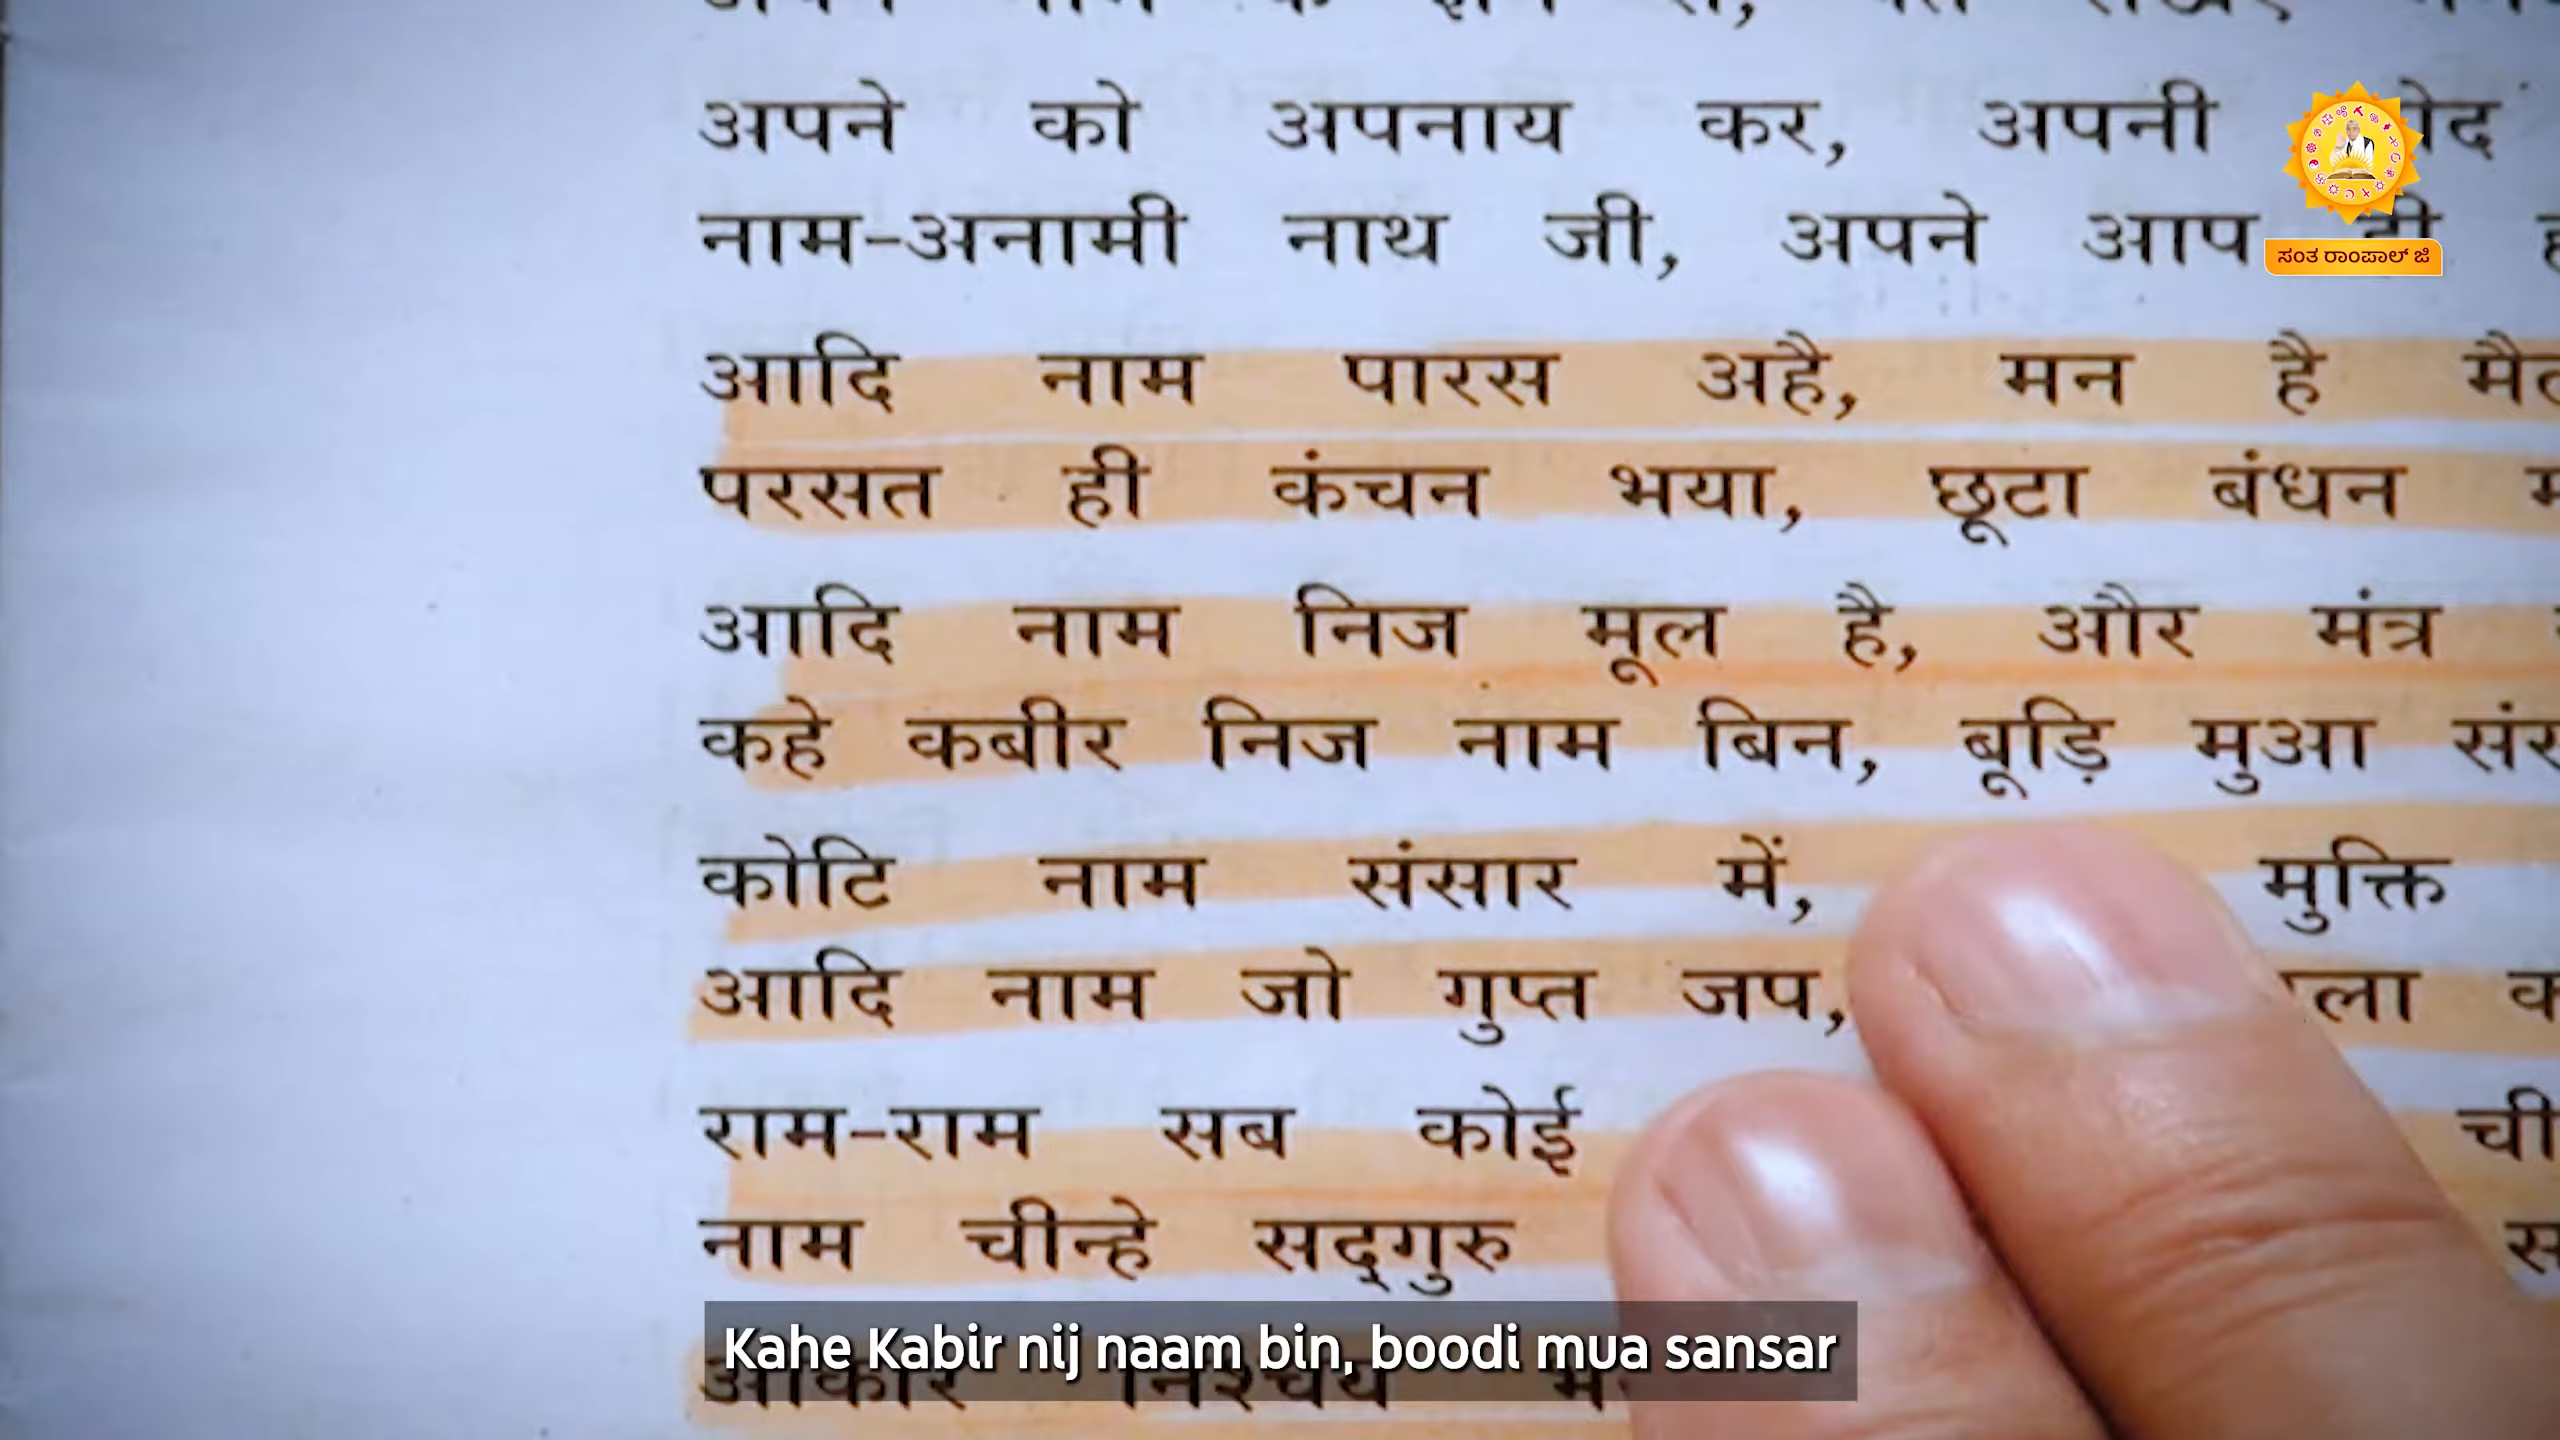 अपने को अपनाय कर, अपनी
नाम-अनामी नाथ जी, अपने आप
ಸಂತ ರಾಂಪಾಲ್ ಜಿ
आदि नाम पारस अहै, मन है
परसत ही कंचन भया, छूटा बंधन
आदि नाम निज मूल है, और मंत्र
कहे कबीर निज नाम बिन, बूड़ि मुआ
कोटि नाम संसार में, मुक्ति
आदि नाम जो गुप्त जप,
राम-राम सब कोई
नाम चीन्हे सद्गुरु
Kahe Kabir nij naam bin, boodi mua sansar